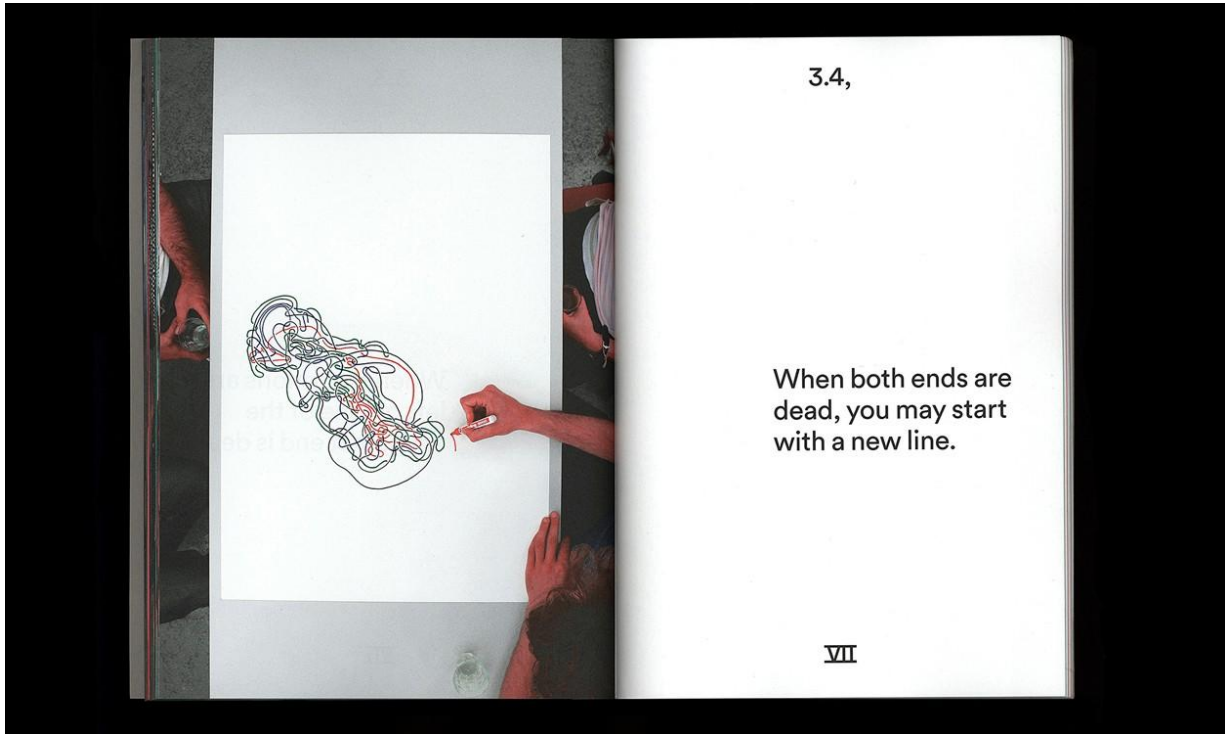 3.4,
When both ends are
dead, you may start
with a new line.
VII